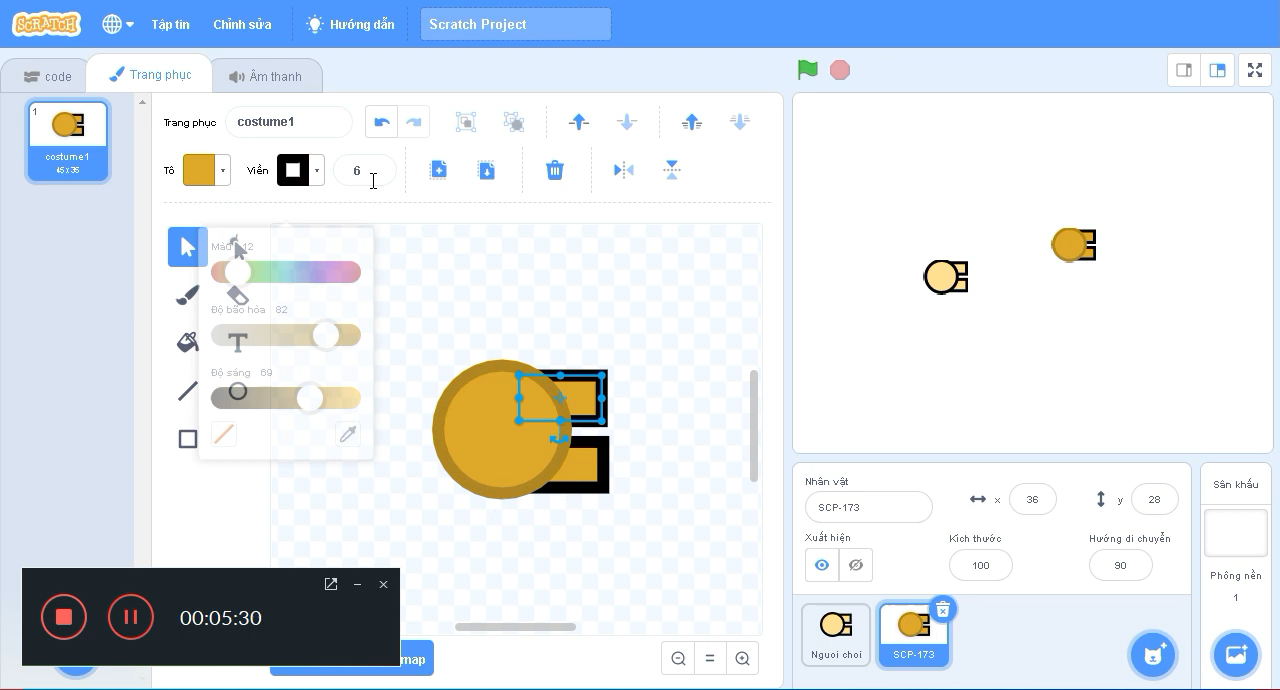 SCRATCH
Tập tin
Chỉnh sửa
Hướng dẫn
Scratch Project
code
Trang phục
Âm thanh
1
costume1
45x36
Trang phục
costume1
Tô
Viền
6
Màu 12
Độ bão hòa 82
Độ sáng 69
T
00:05:30
map
Nhân vật
SCP-173
x
36
y
28
Xuất hiện
Kích thước
100
Hướng di chuyển
90
Nguoi choi
SCP-173
Sân khấu
Phông nền
1